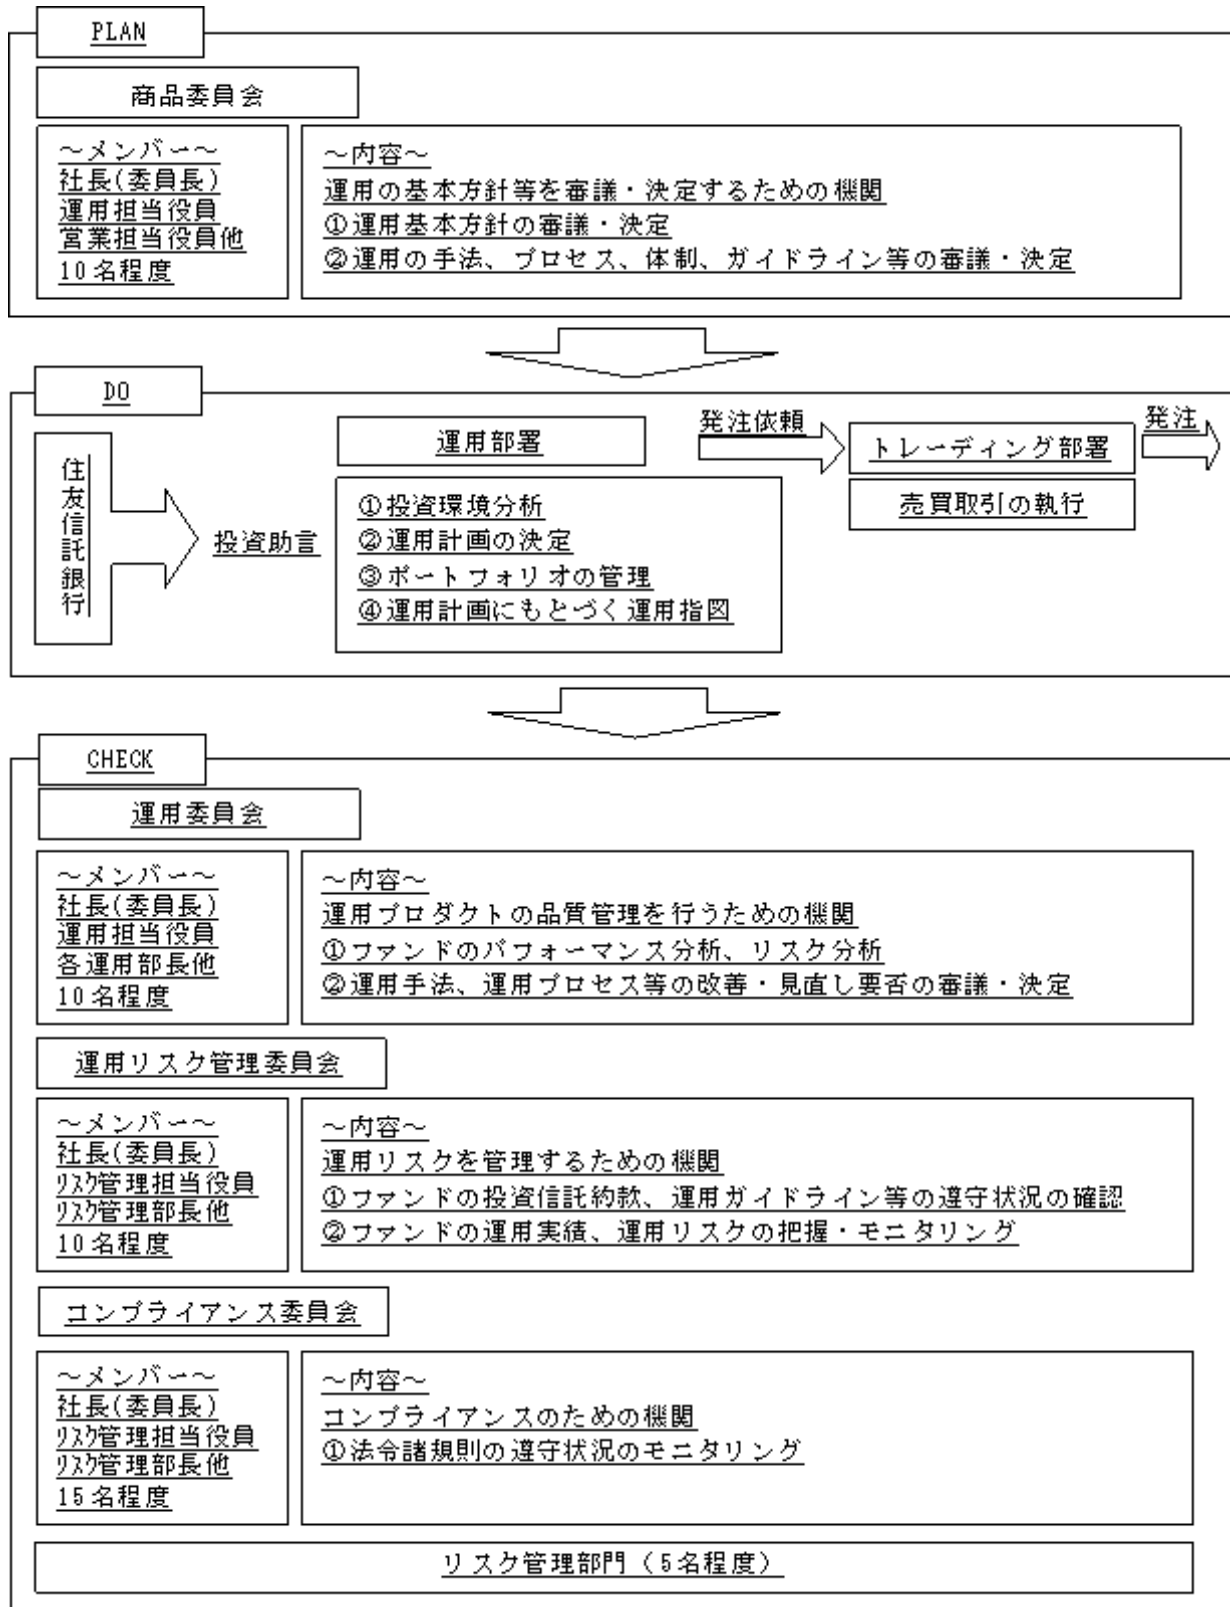 PLAN
商品委員会
～メンバー～
社長(委員長)
運用担当役員
営業担当役員他
10名程度
～内容～
運用の基本方針等を審議・決定するための機関
①運用基本方針の審議・決定
②運用の手法、プロセス、体制、ガイドライン等の審議・決定
DO
住友信託銀行
投資助言
運用部署
①投資環境分析
②運用計画の決定
③ポートフォリオの管理
④運用計画にもとづく運用指図
発注依頼
トレーディング部署
売買取引の執行
発注
CHECK
運用委員会
～メンバー～
社長(委員長)
運用担当役員
各運用部長他
10名程度
～内容～
運用プロダクトの品質管理を行うための機関
①ファンドのパフォーマンス分析、リスク分析
②運用手法、運用プロセス等の改善・見直し要否の審議・決定
運用リスク管理委員会
～メンバー～
社長(委員長)
ﾘｽｸ管理担当役員
ﾘｽｸ管理部長他
10名程度
～内容～
運用リスクを管理するための機関
①ファンドの投資信託約款、運用ガイドライン等の遵守状況の確認
②ファンドの運用実績、運用リスクの把握・モニタリング
コンプライアンス委員会
～メンバー～
社長(委員長)
ﾘｽｸ管理担当役員
ﾘｽｸ管理部長他
15名程度
～内容～
コンプライアンスのための機関
①法令諸規則の遵守状況のモニタリング
リスク管理部門（5名程度）